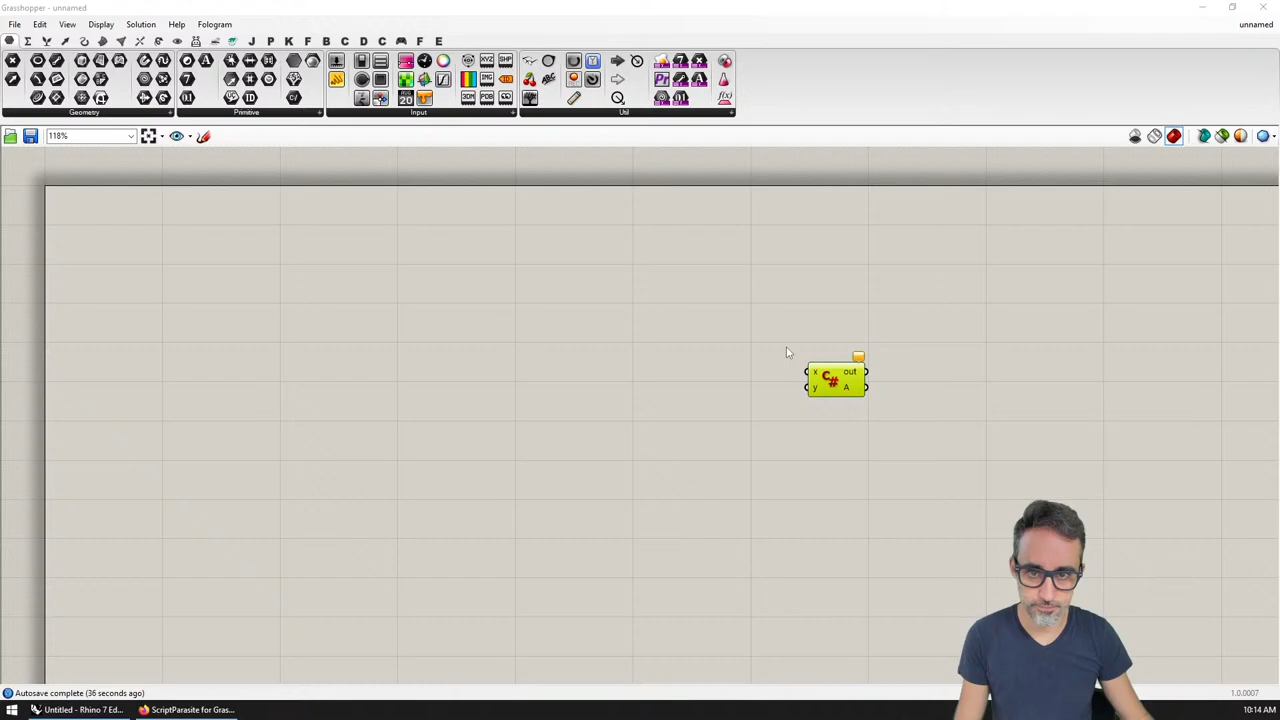 Grasshopper - unnamed
File Edit View Display Solution Help Fologram unnamed
Σ J P K F B C D C F E
Geometry Primitive Input Util
118%
x out
C#
y A
Autosave complete (36 seconds ago) 1.0.0007
Untitled - Rhino 7 Ed... ScriptParasite for Gras... 10:14 AM